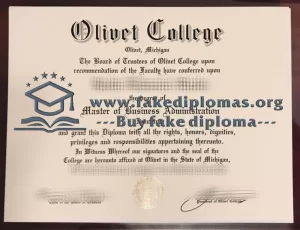 Olivet College
Olivet, Michigan
The Board of Trustees of Olivet College upon
recommendation of the Faculty have conferred upon
www.fakediplomas.org
the degree of
Master of Business Administration
---Buy fake diploma---
and grant this Diploma with all the rights, honors, dignities,
privileges and responsibilities appertaining thereunto.
In Witness Whereof our signatures and the seal of the
College are hereunto affixed at Olivet in the State of Michigan,
President of Olivet College